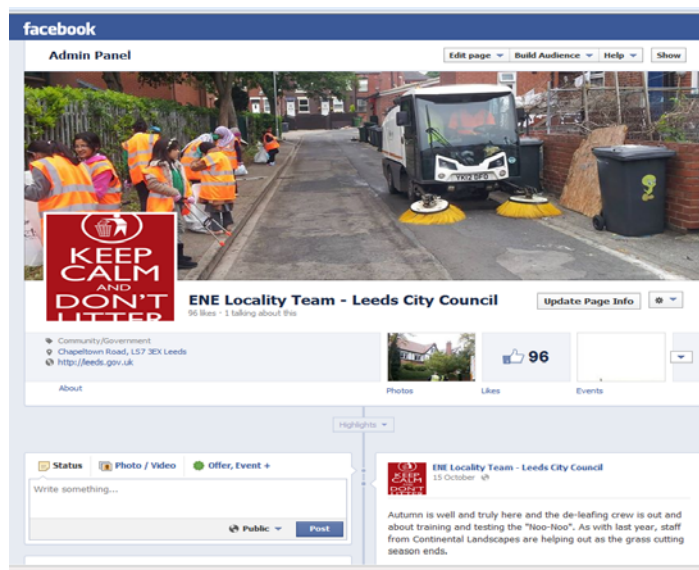 facebook
Admin Panel
Edit page
Build Audience
Help
Show
YK12 DFD
KEEP
CALM
AND
DON'T
LITTER
ENE Locality Team - Leeds City Council
96 likes · 1 talking about this
Update Page Info
Community/Government
Chapeltown Road, LS7 3EX Leeds
http://leeds.gov.uk
About
96
Photos
Likes
Events
Highlights
Status
Photo / Video
Offer, Event +
Write something...
Public
Post
KEEP
CALM
AND
DON'T
ENE Locality Team - Leeds City Council
15 October
Autumn is well and truly here and the de-leafing crew is out and
about training and testing the "Noo-Noo". As with last year, staff
from Continental Landscapes are helping out as the grass cutting
season ends.